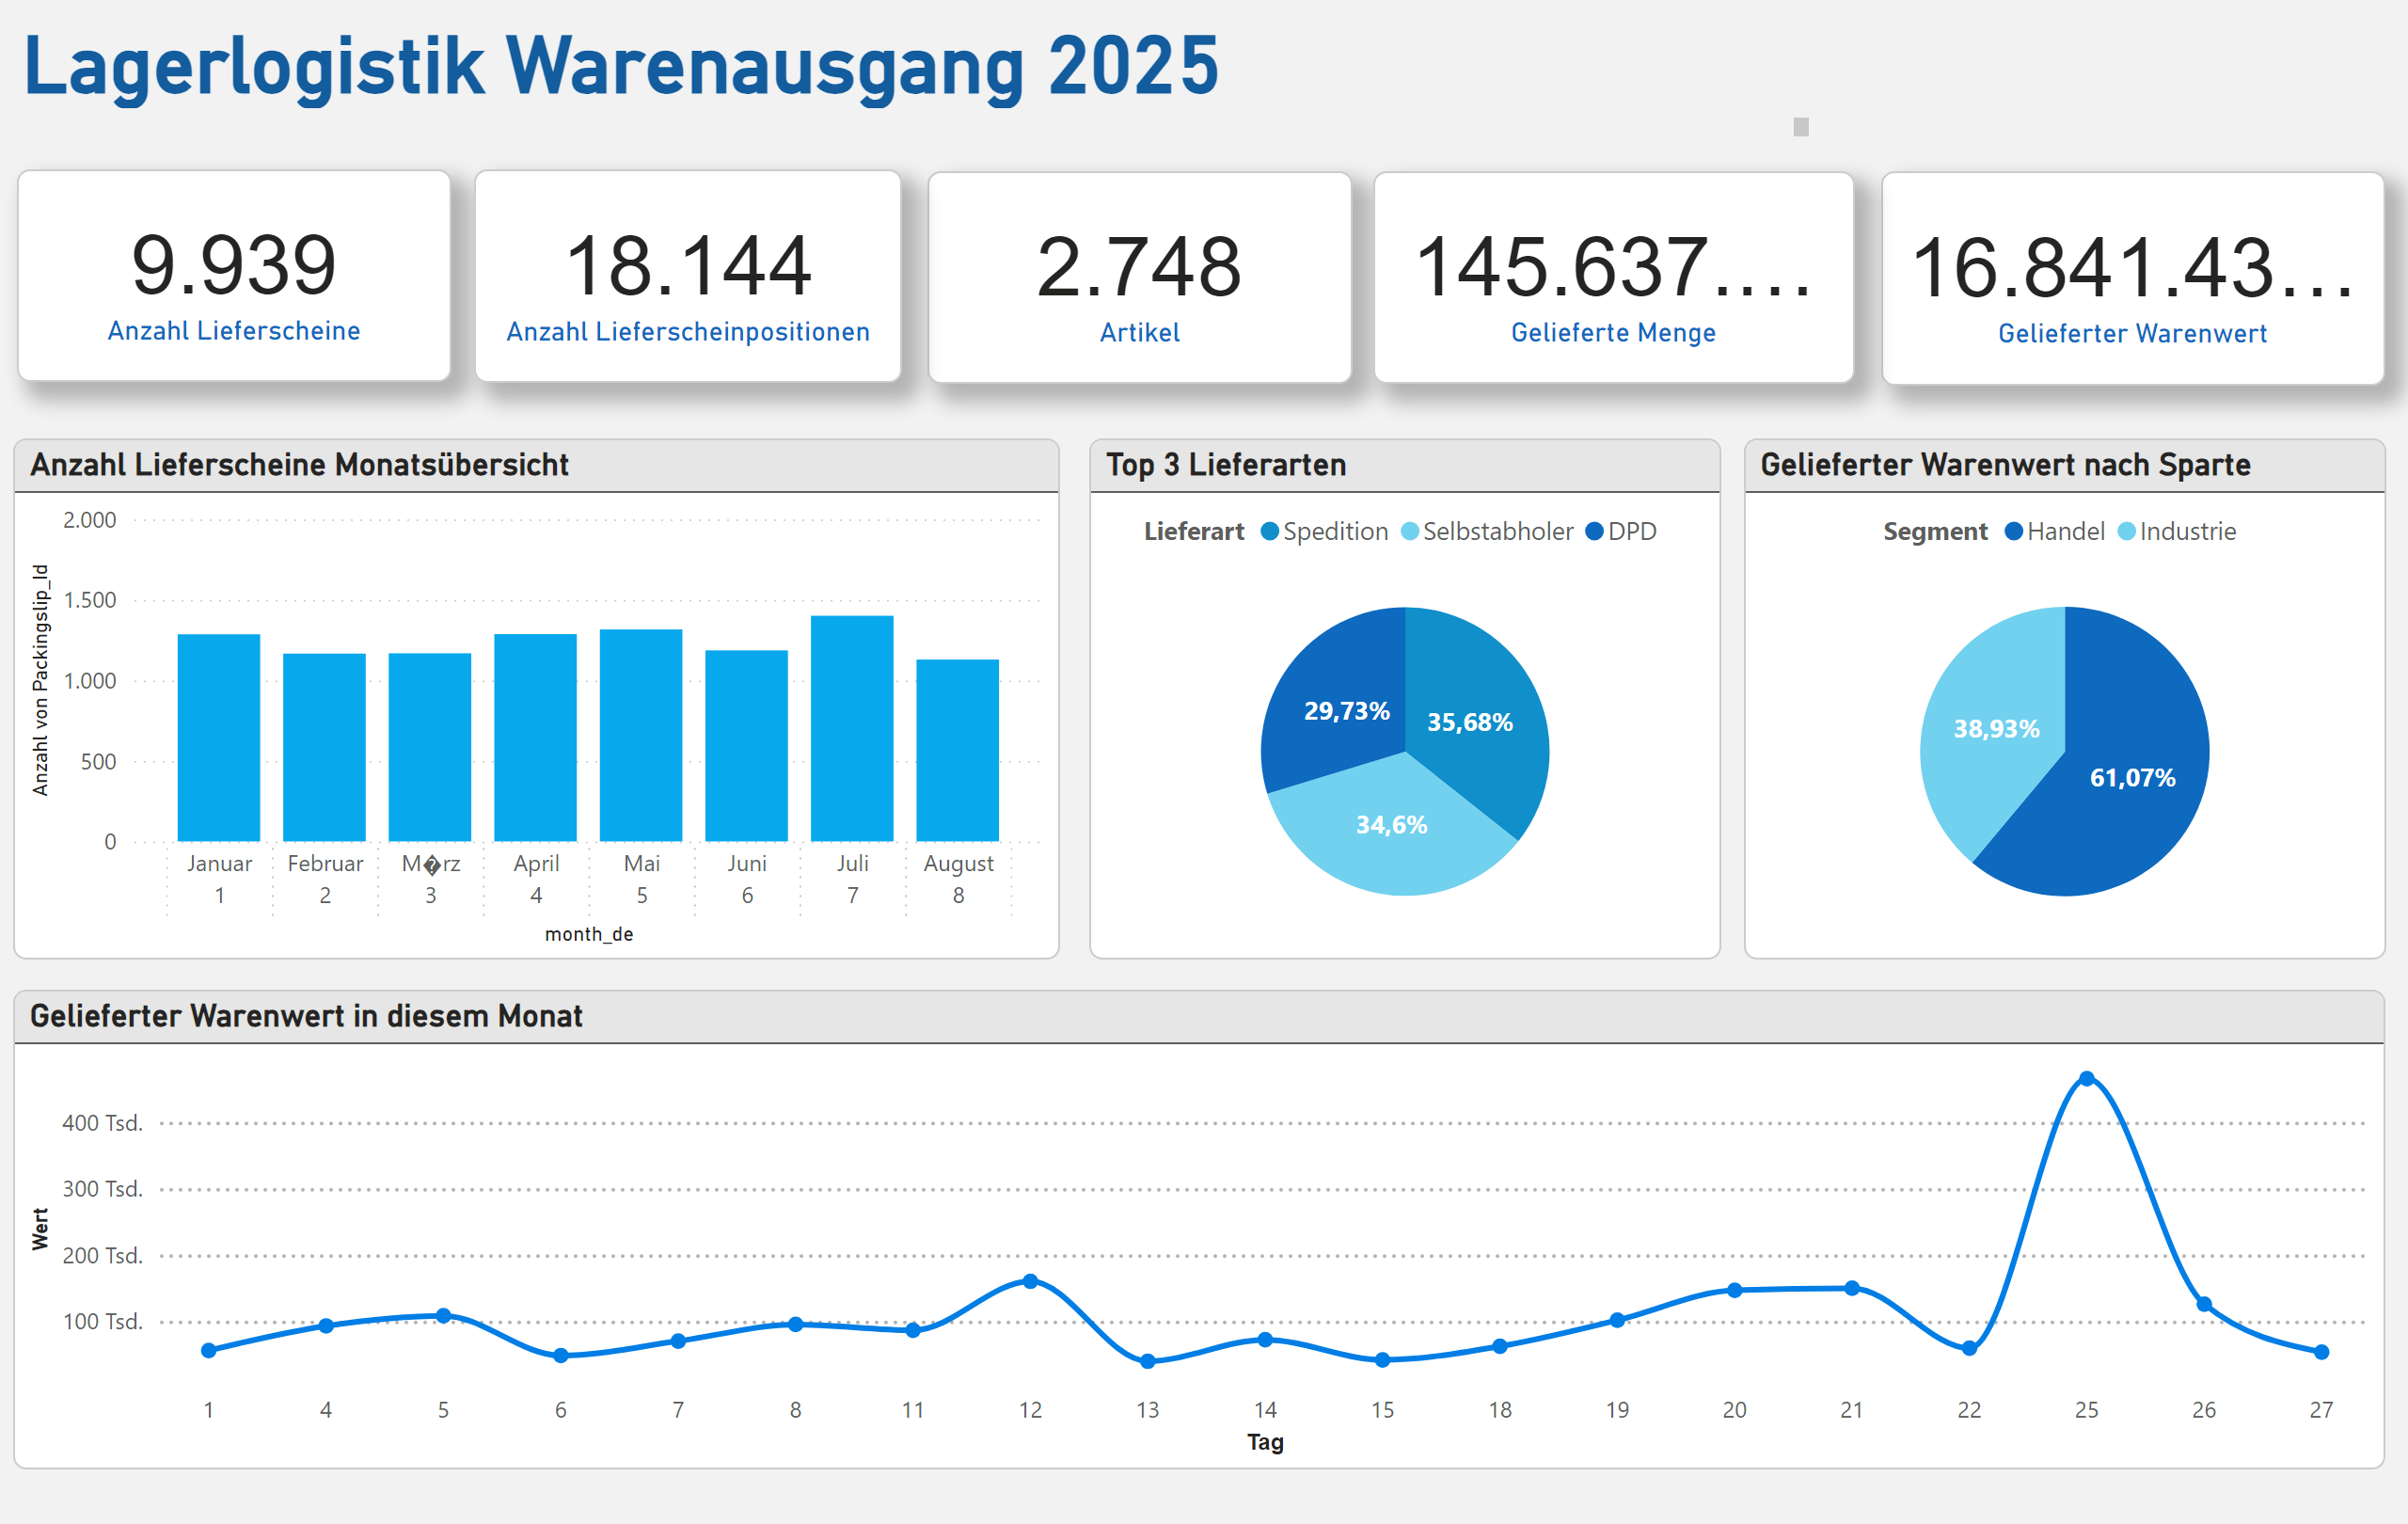 Lagerlogistik Warenausgang 2025
9.939
Anzahl Lieferscheine
18.144
Anzahl Lieferscheinpositionen
2.748
Artikel
145.637....
Gelieferte Menge
16.841.43...
Gelieferter Warenwert
Anzahl Lieferscheine Monatsübersicht
Anzahl von Packingslip_Id
2.000
1.500
1.000
500
0
Januar Februar M�rz April Mai Juni Juli August
1 2 3 4 5 6 7 8
month_de
Top 3 Lieferarten
Lieferart Spedition Selbstabholer DPD
29,73% 35,68%
34,6%
Gelieferter Warenwert nach Sparte
Segment Handel Industrie
38,93%
61,07%
Gelieferter Warenwert in diesem Monat
Wert
400 Tsd.
300 Tsd.
200 Tsd.
100 Tsd.
1 4 5 6 7 8 11 12 13 14 15 18 19 20 21 22 25 26 27
Tag